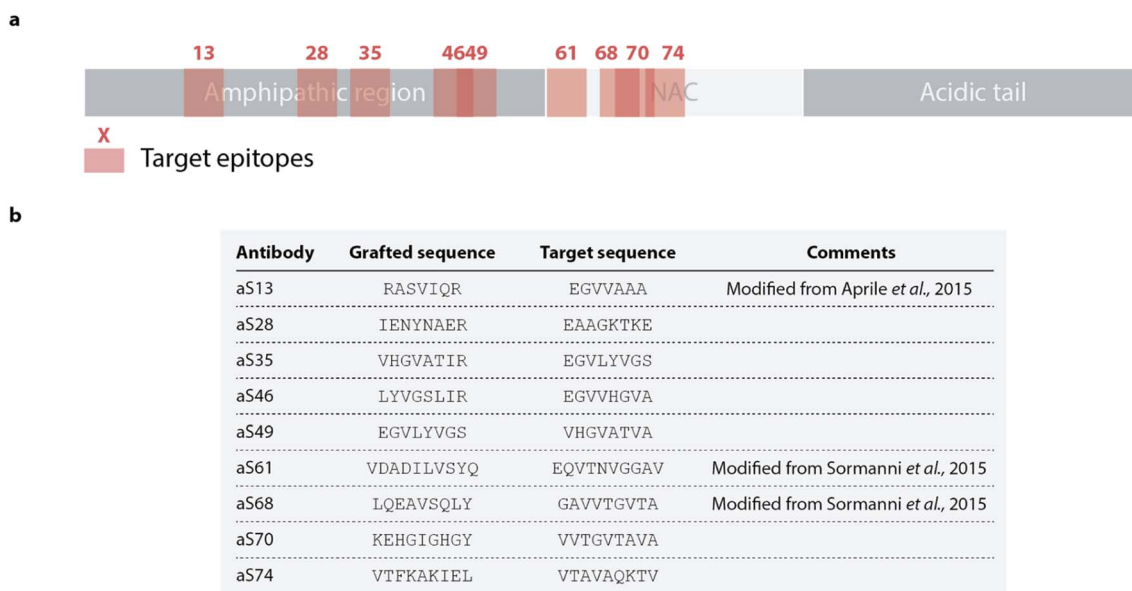 a
13 28 35 4649 61 68 70 74
Amphipathic region NAC Acidic tail
X
Target epitopes
b
Antibody Grafted sequence Target sequence Comments
aS13 RASVIQR EGVVAAA Modified from Aprile et al., 2015
aS28 IENYNAER EAAGKTKE
aS35 VHGVATIR EGVLYVGS
aS46 LYVGSLIR EGVVHGVA
aS49 EGVLYVGS VHGVATVA
aS61 VDADILVSYQ EQVTNVGGAV Modified from Sormanni et al., 2015
aS68 LQEAVSQLY GAVVTGVTA Modified from Sormanni et al., 2015
aS70 KEHGIGHGY VVTGVTAVA
aS74 VTFKAKIEL VTAVAQKTV